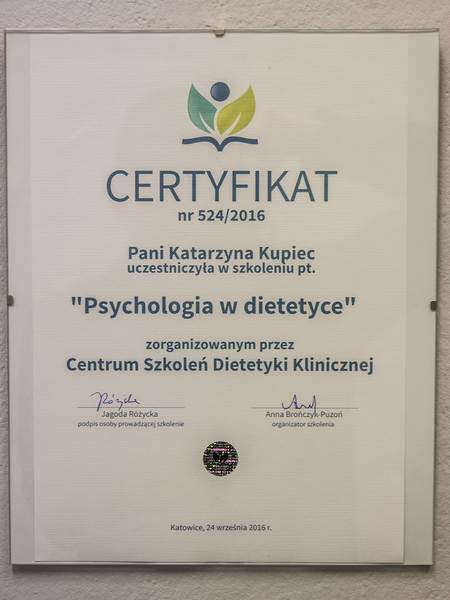 CERTYFIKAT
nr 524/2016
Pani Katarzyna Kupiec
uczestniczyła w szkoleniu pt.
"Psychologia w dietetyce"
zorganizowanym przez
Centrum Szkoleń Dietetyki Klinicznej
Jagoda Różycka
podpis osoby prowadzącej szkolenie
Anna Brończyk-Puzoń
organizator szkolenia
Katowice, 24 września 2016 r.